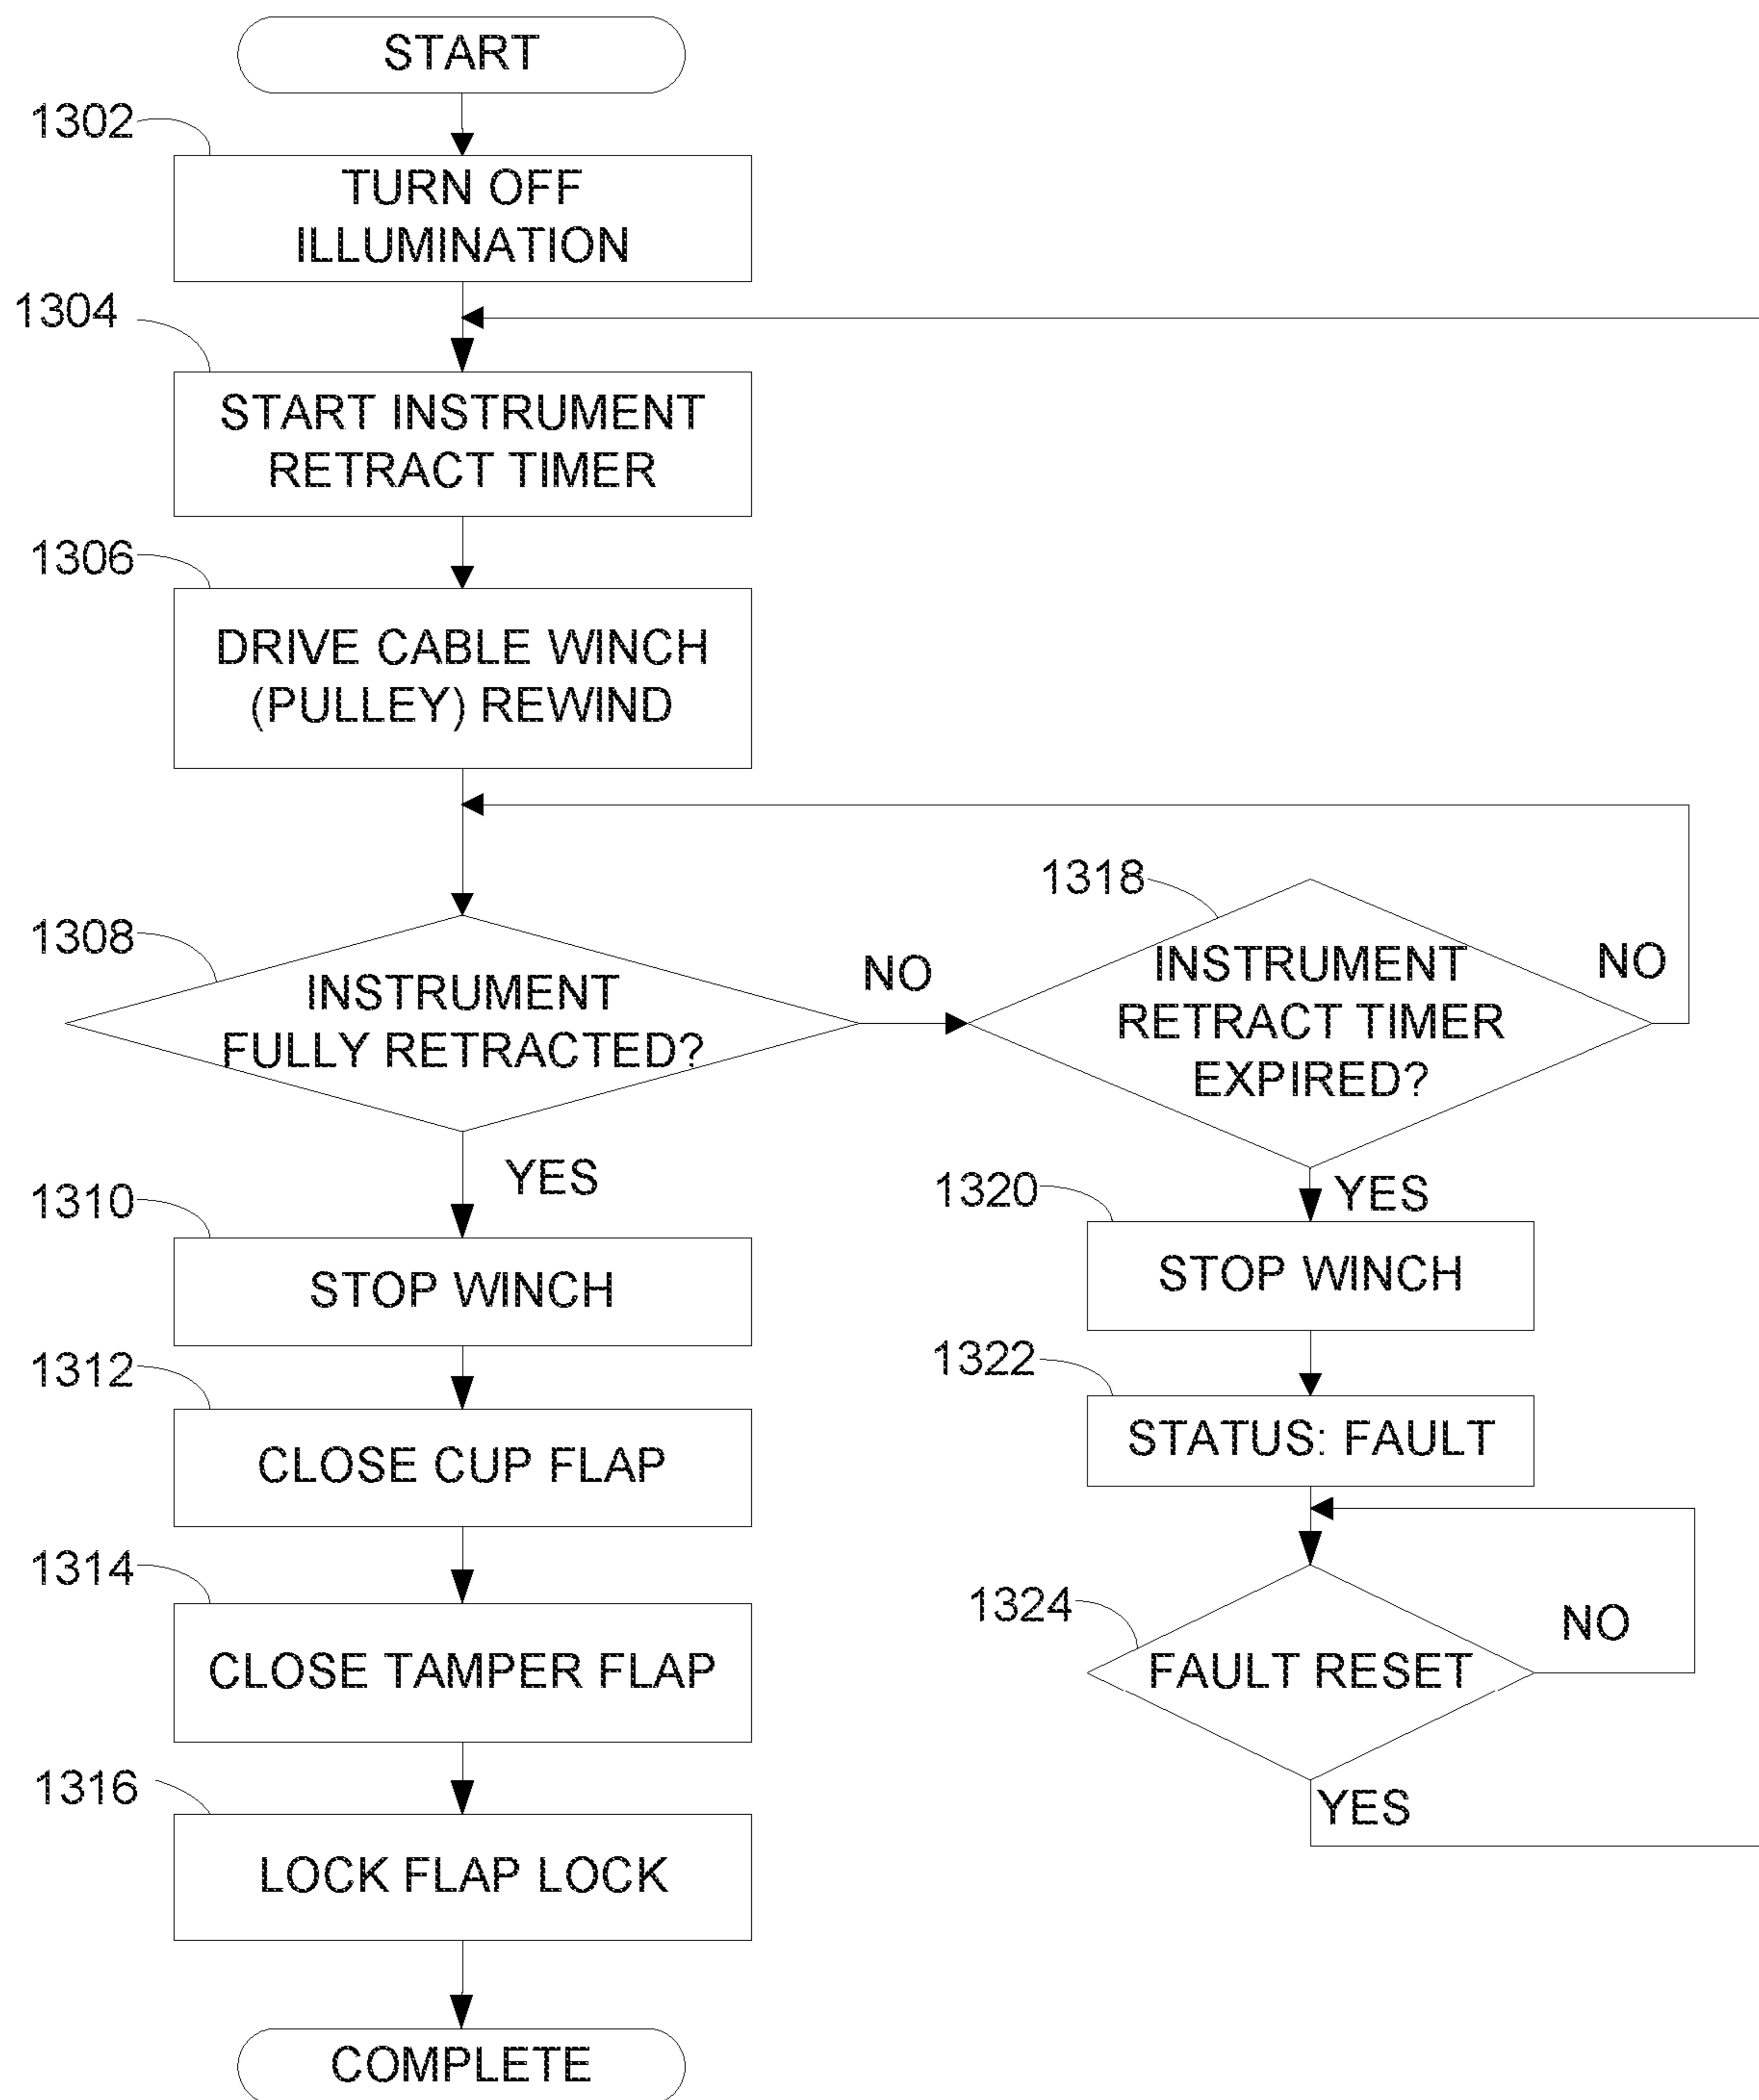 START
1302
TURN OFF
ILLUMINATION
1304
START INSTRUMENT
RETRACT TIMER
1306
DRIVE CABLE WINCH
(PULLEY) REWIND
1308
INSTRUMENT
FULLY RETRACTED?
NO
YES
1318
INSTRUMENT
RETRACT TIMER
EXPIRED?
NO
YES
1310
STOP WINCH
1312
CLOSE CUP FLAP
1314
CLOSE TAMPER FLAP
1316
LOCK FLAP LOCK
COMPLETE
1320
STOP WINCH
1322
STATUS: FAULT
1324
FAULT RESET
NO
YES